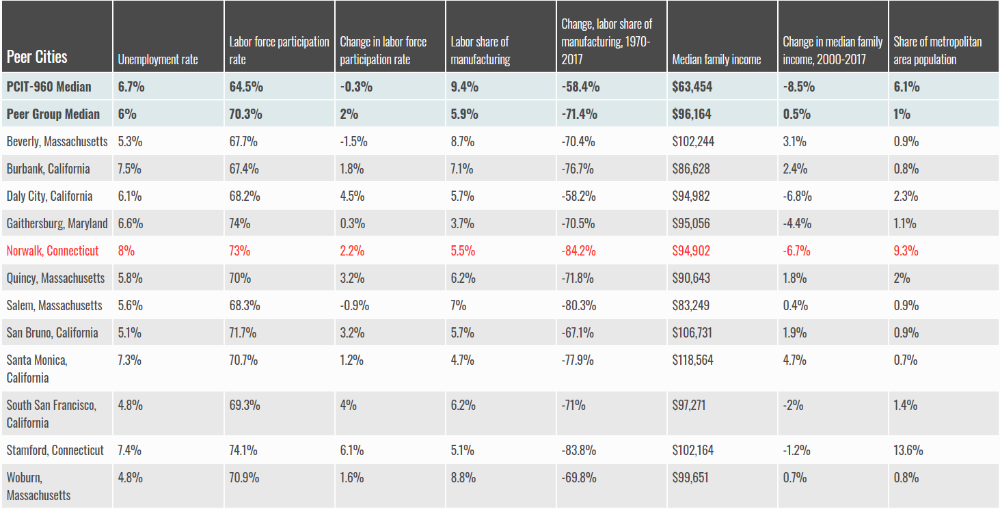 Peer Cities Unemployment rate Labor force participation rate Change in labor force participation rate Labor share of manufacturing Change, labor share of manufacturing, 1970-2017 Median family income Change in median family income, 2000-2017 Share of metropolitan area population
PCIT-960 Median 6.7% 64.5% -0.3% 9.4% -58.4% $63,454 -8.5% 6.1%
Peer Group Median 6% 70.3% 2% 5.9% -71.4% $96,164 0.5% 1%
Beverly, Massachusetts 5.3% 67.7% -1.5% 8.7% -70.4% $102,244 3.1% 0.9%
Burbank, California 7.5% 67.4% 1.8% 7.1% -76.7% $86,628 2.4% 0.8%
Daly City, California 6.1% 68.2% 4.5% 5.7% -58.2% $94,982 -6.8% 2.3%
Gaithersburg, Maryland 6.6% 74% 0.3% 3.7% -70.5% $95,056 -4.4% 1.1%
Norwalk, Connecticut 8% 73% 2.2% 5.5% -84.2% $94,902 -6.7% 9.3%
Quincy, Massachusetts 5.8% 70% 3.2% 6.2% -71.8% $90,643 1.8% 2%
Salem, Massachusetts 5.6% 68.3% -0.9% 7% -80.3% $83,249 0.4% 0.9%
San Bruno, California 5.1% 71.7% 3.2% 5.7% -67.1% $106,731 1.9% 0.9%
Santa Monica, California 7.3% 70.7% 1.2% 4.7% -77.9% $118,564 4.7% 0.7%
South San Francisco, California 4.8% 69.3% 4% 6.2% -71% $97,271 -2% 1.4%
Stamford, Connecticut 7.4% 74.1% 6.1% 5.1% -83.8% $102,164 -1.2% 13.6%
Woburn, Massachusetts 4.8% 70.9% 1.6% 8.8% -69.8% $99,651 0.7% 0.8%